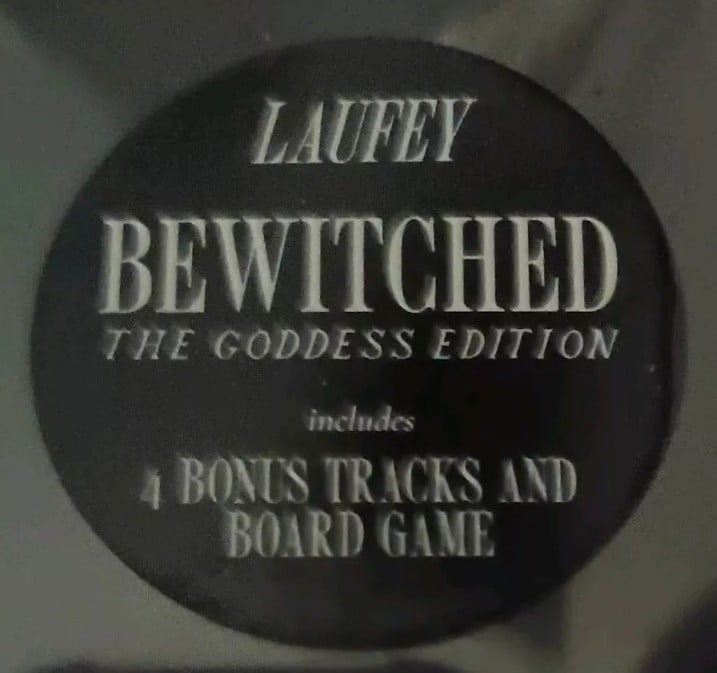 LAUFEY
BEWITCHED
THE GODDESS EDITION
includes
4 BONUS TRACKS AND
BOARD GAME